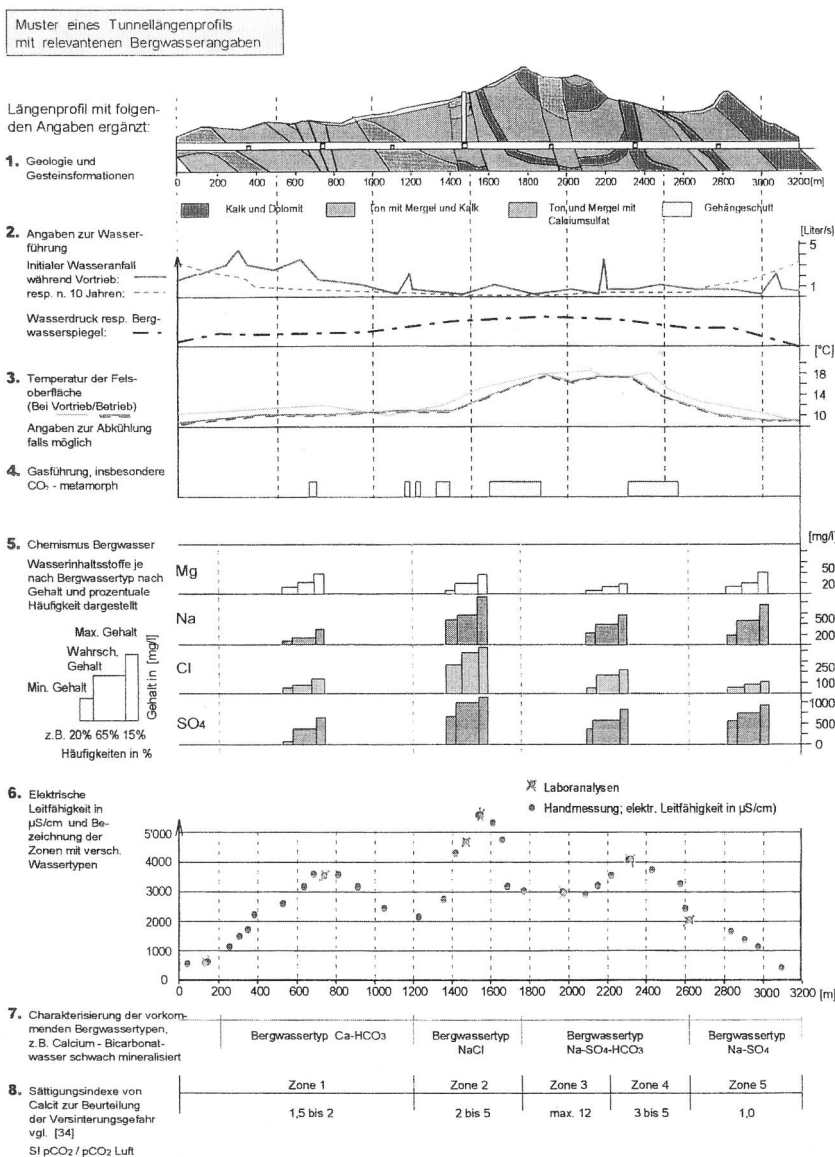 Muster eines Tunnellängenprofils
mit relevanten Bergwasserangaben
Längenprofil mit folgen-
den Angaben ergänzt:
1. Geologie und
Gesteinsformationen
0 400 600 800 1000 1200 1400 1600 1800 2000 2200 2400 2600 2800 3000 3200 [m]
Kalk und Dolomit
Ton mit Mergel und Kalk
Ton und Mergel mit
Calciumsulfat
Gehängeschutt
2. Angaben zur Wasser-
führung
Initialer Wasseranfall
während Vortrieb:
resp. n. 10 Jahren:
[Liter/s]
5
3
1
Wasserdruck resp. Berg-
wasserspiegel:
3. Temperatur der Fels-
oberfläche
(Bei Vortrieb/Betrieb)
Angaben zur Abkühlung
falls möglich
[°C]
18
14
10
4. Gasführung, insbesondere
CO2 - metamorph
5. Chemismus Bergwasser
Wasserinhaltsstoffe je
nach Bergwassertyp nach
Gehalt und prozentuale
Häufigkeit dargestellt
Max. Gehalt
Wahrsch.
Gehalt
Min. Gehalt
Gehalt in [mg/l]
z.B. 20% 65% 15%
Häufigkeiten in %
[mg/l]
Mg
50
20
Na
500
200
Cl
250
100
SO4
1000
500
0
6. Elektrische
Leitfähigkeit in
µS/cm und Be-
zeichnung der
Zonen mit versch.
Wassertypen
Laboranalysen
Handmessung; elektr. Leitfähigkeit in µS/cm)
5'000
4000
3000
2000
1000
0
0 200 400 600 800 1000 1200 1400 1600 1800 2000 2200 2400 2600 2800 3000 3200 [m]
7. Charakterisierung der vorkom-
menden Bergwassertypen,
z.B. Calcium - Bicarbonat-
wasser schwach mineralisiert
Bergwassertyp Ca-HCO3
Bergwassertyp
NaCl
Bergwassertyp
Na-SO4-HCO3
Bergwassertyp
Na-SO4
8. Sättigungsindexe von
Calcit zur Beurteilung
der Versinterungsgefahr
vgl. [34]
SI pCO2 / pCO2 Luft
Zone 1 Zone 2 Zone 3 Zone 4 Zone 5
1,5 bis 2 2 bis 5 max. 12 3 bis 5 1,0